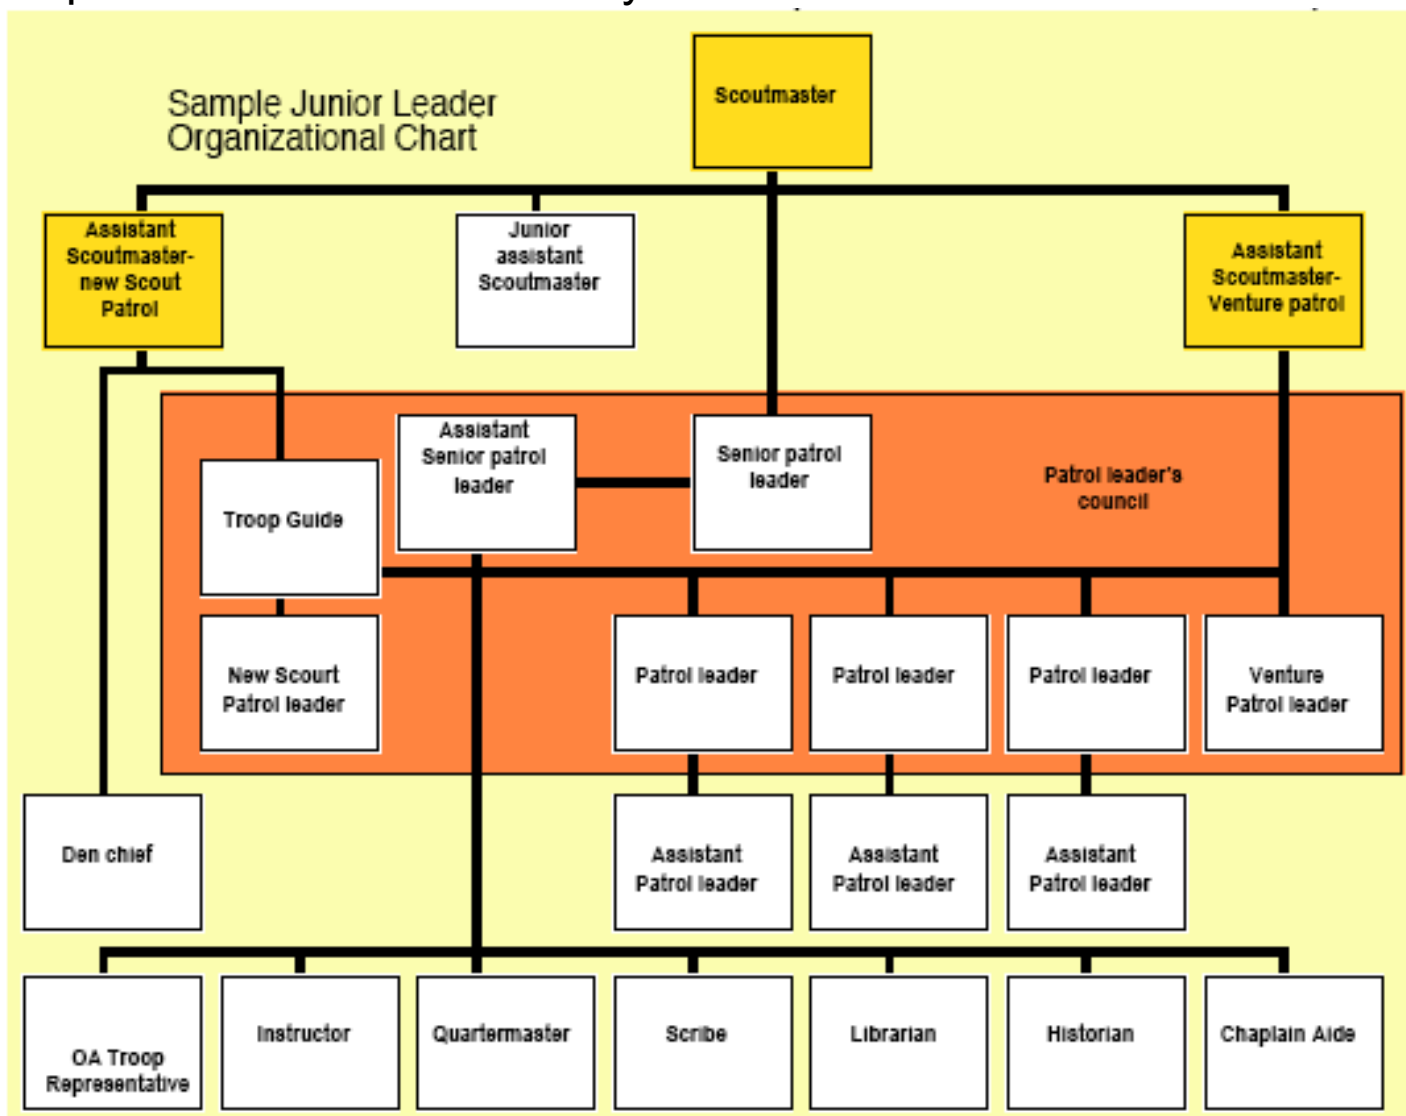 Sample Junior Leader
Organizational Chart
Scoutmaster
Assistant
Scoutmaster-
new Scout
Patrol
Junior
assistant
Scoutmaster
Assistant
Scoutmaster-
Venture patrol
Assistant
Senior patrol
leader
Senior patrol
leader
Patrol leader's
council
Troop Guide
New Scourt
Patrol leader
Patrol leader
Patrol leader
Patrol leader
Venture
Patrol leader
Den chief
Assistant
Patrol leader
Assistant
Patrol leader
Assistant
Patrol leader
OA Troop
Representative
Instructor
Quartermaster
Scribe
Librarian
Historian
Chaplain Aide